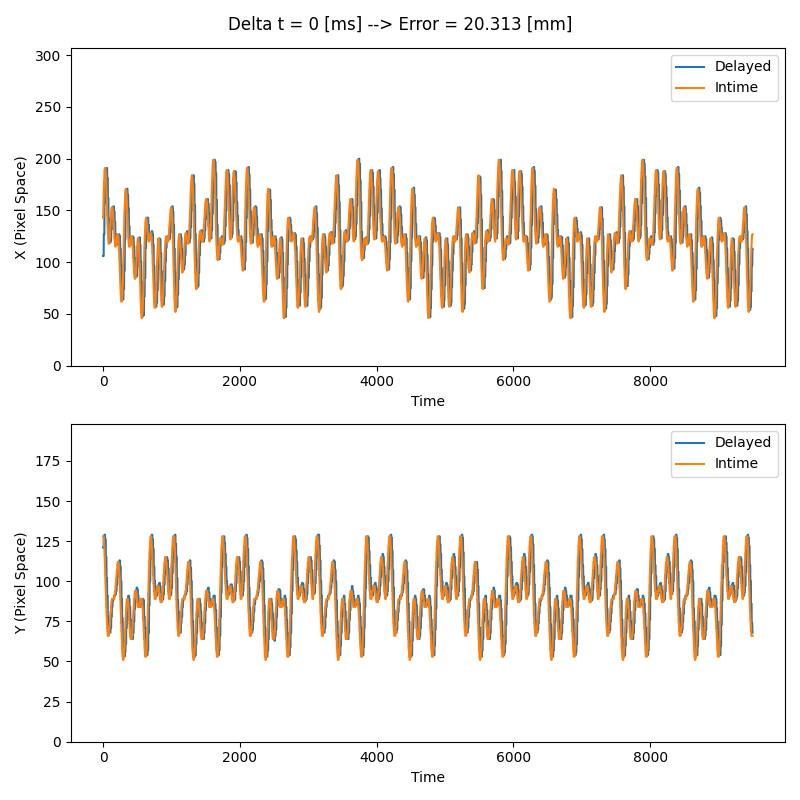 Delta t = 0 [ms] --> Error = 20.313 [mm]
300
250
200
150
100
50
0
X (Pixel Space)
Delayed
Intime
0
2000
4000
6000
8000
Time
175
150
125
100
75
50
25
0
Y (Pixel Space)
Delayed
Intime
0
2000
4000
6000
8000
Time